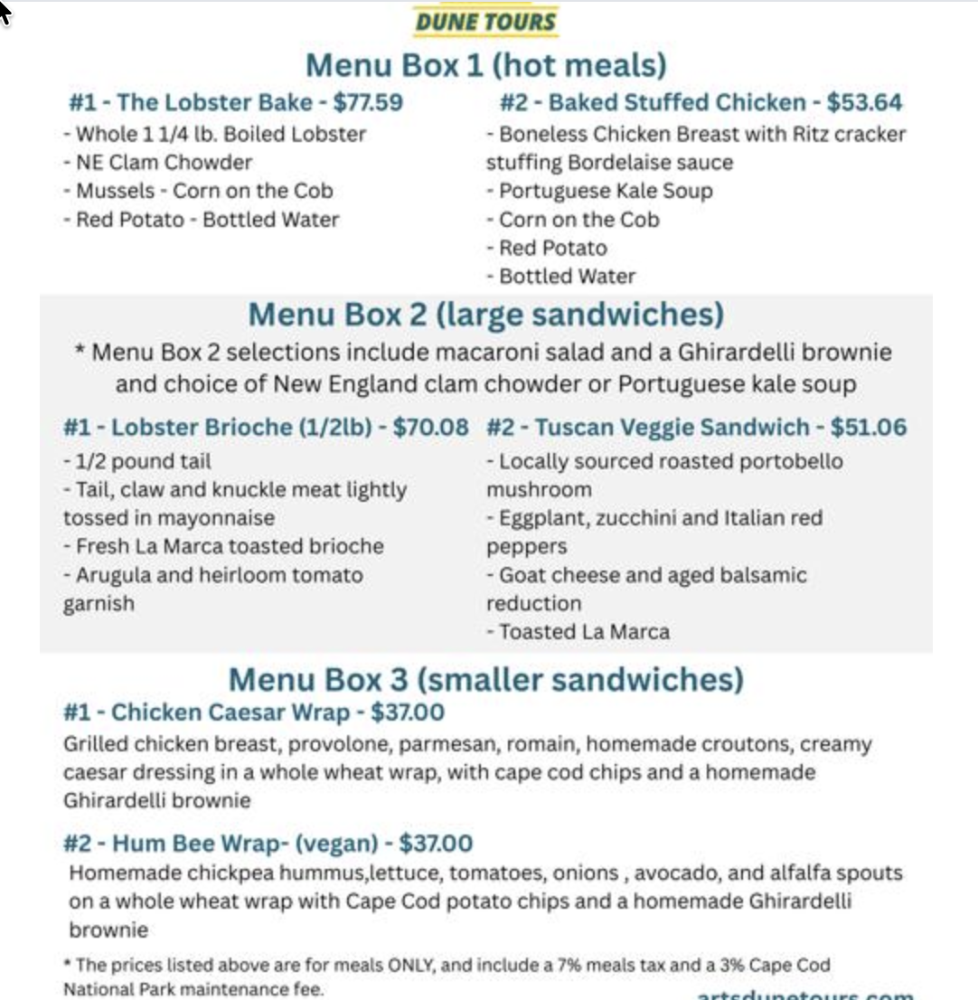 DUNE TOURS
Menu Box 1 (hot meals)
#1 - The Lobster Bake - $77.59
- Whole 1 1/4 lb. Boiled Lobster
- NE Clam Chowder
- Mussels - Corn on the Cob
- Red Potato - Bottled Water
#2 - Baked Stuffed Chicken - $53.64
- Boneless Chicken Breast with Ritz cracker
stuffing Bordelaise sauce
- Portuguese Kale Soup
- Corn on the Cob
- Red Potato
- Bottled Water
Menu Box 2 (large sandwiches)
* Menu Box 2 selections include macaroni salad and a Ghirardelli brownie
and choice of New England clam chowder or Portuguese kale soup
#1 - Lobster Brioche (1/2lb) - $70.08
- 1/2 pound tail
- Tail, claw and knuckle meat lightly
tossed in mayonnaise
- Fresh La Marca toasted brioche
- Arugula and heirloom tomato
garnish
#2 - Tuscan Veggie Sandwich - $51.06
- Locally sourced roasted portobello
mushroom
- Eggplant, zucchini and Italian red
peppers
- Goat cheese and aged balsamic
reduction
- Toasted La Marca
Menu Box 3 (smaller sandwiches)
#1 - Chicken Caesar Wrap - $37.00
Grilled chicken breast, provolone, parmesan, romain, homemade croutons, creamy
caesar dressing in a whole wheat wrap, with cape cod chips and a homemade
Ghirardelli brownie
#2 - Hum Bee Wrap- (vegan) - $37.00
Homemade chickpea hummus,lettuce, tomatoes, onions , avocado, and alfalfa spouts
on a whole wheat wrap with Cape Cod potato chips and a homemade Ghirardelli
brownie
* The prices listed above are for meals ONLY, and include a 7% meals tax and a 3% Cape Cod
National Park maintenance fee.
artsdunetours.com